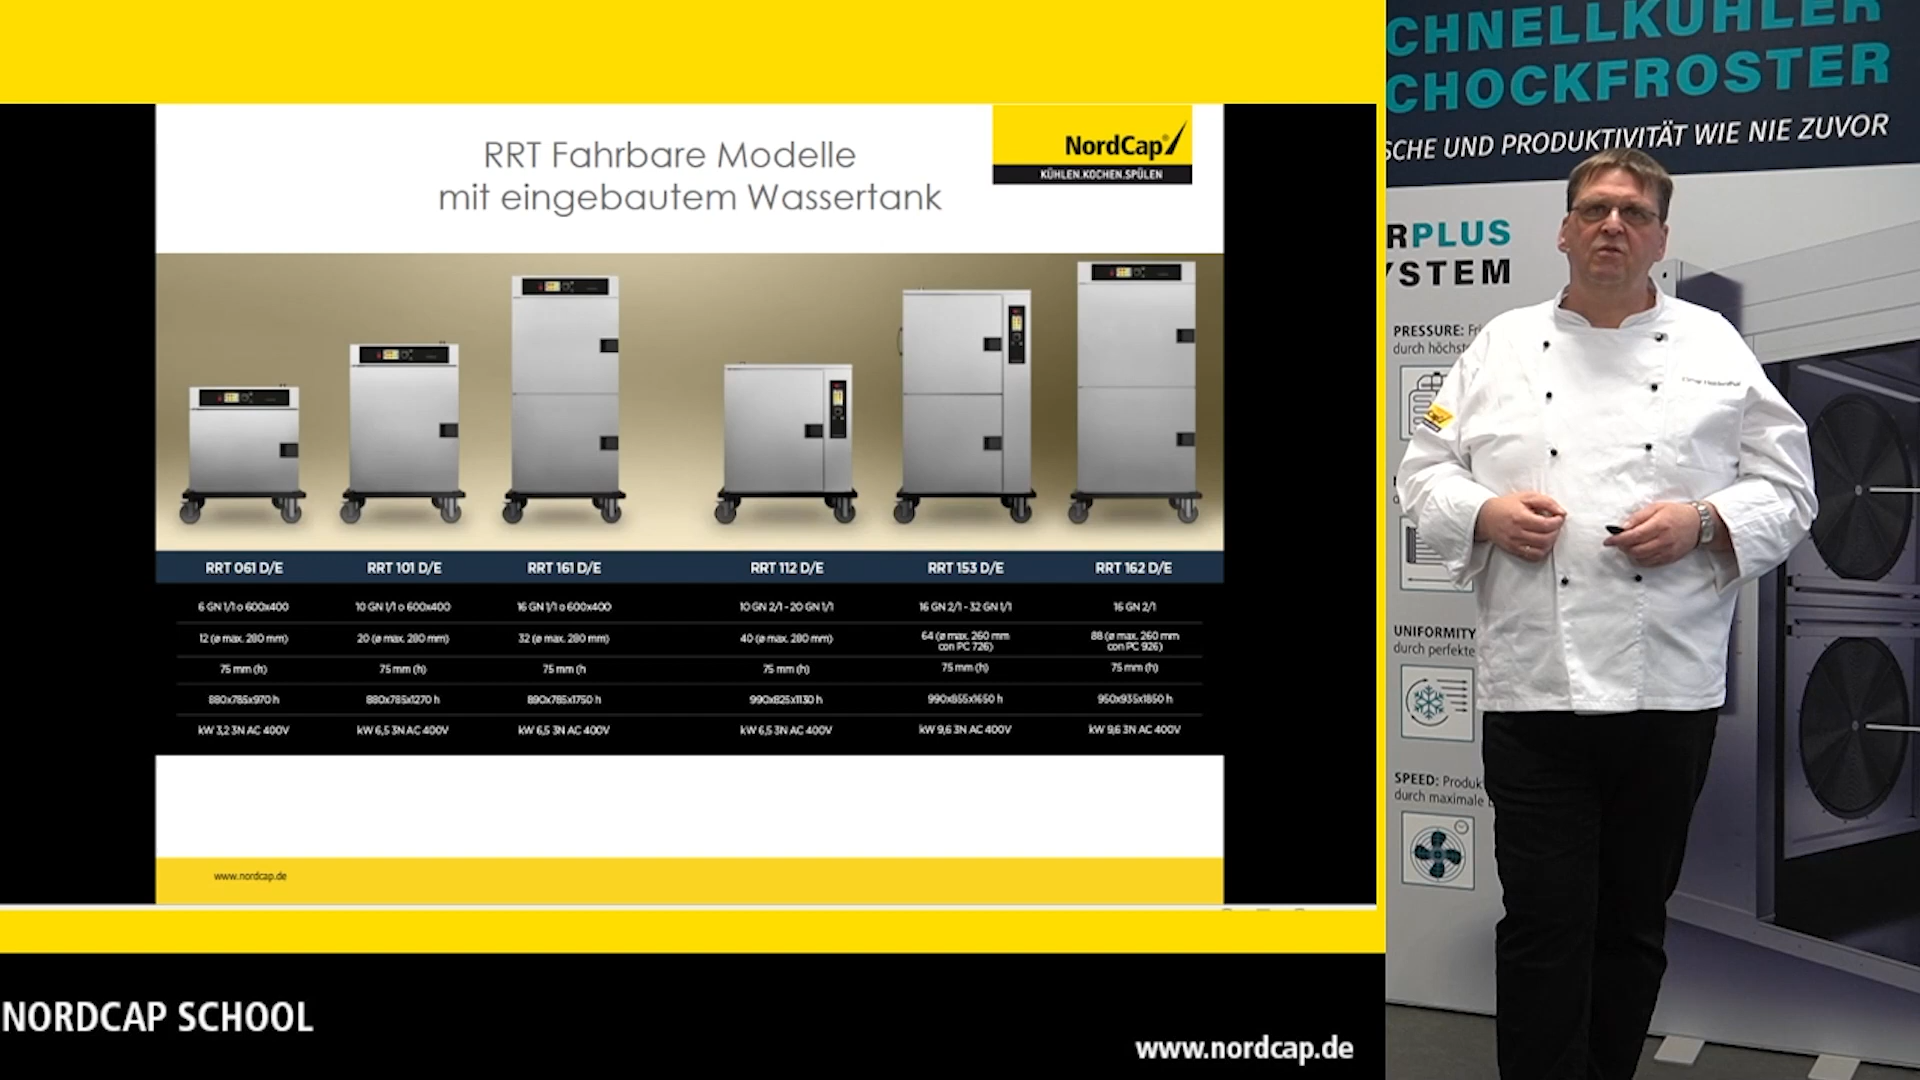 RRT Fahrbare Modelle
mit eingebautem Wassertank
NordCap®
KÜHLEN.KOCHEN.SPÜLEN
RRT 061 D/E RRT 101 D/E RRT 161 D/E RRT 112 D/E RRT 153 D/E RRT 162 D/E
6 GN 1/1 o 600x400 10 GN 1/1 o 600x400 16 GN 1/1 o 600x400 10 GN 2/1 - 20 GN 1/1 16 GN 2/1 - 32 GN 1/1 16 GN 2/1
12 (ø max. 280 mm) 20 (ø max. 280 mm) 32 (ø max. 280 mm) 40 (ø max. 280 mm) 64 (ø max. 260 mm 88 (ø max. 260 mm
con PC 726) con PC 926)
75 mm (h) 75 mm (h) 75 mm (h 75 mm (h) 75 mm (h) 75 mm (h)
880x785x970 h 880x785x1270 h 890x785x1750 h 990x825x1130 h 990x855x1650 h 950x935x1850 h
kW 3,2 3N AC 400V kW 6,5 3N AC 400V kW 6,5 3N AC 400V kW 6,5 3N AC 400V kW 9,6 3N AC 400V kW 9,6 3N AC 400V
www.nordcap.de
NORDCAP SCHOOL
www.nordcap.de
CHNELLKÜHLER
CHOCKFROSTER
SCHE UND PRODUKTIVITÄT WIE NIE ZUVOR
RPLUS
YSTEM
PRESSURE: Fri
durch höchst
UNIFORMITY
durch perfekte
SPEED: Produk
durch maximale